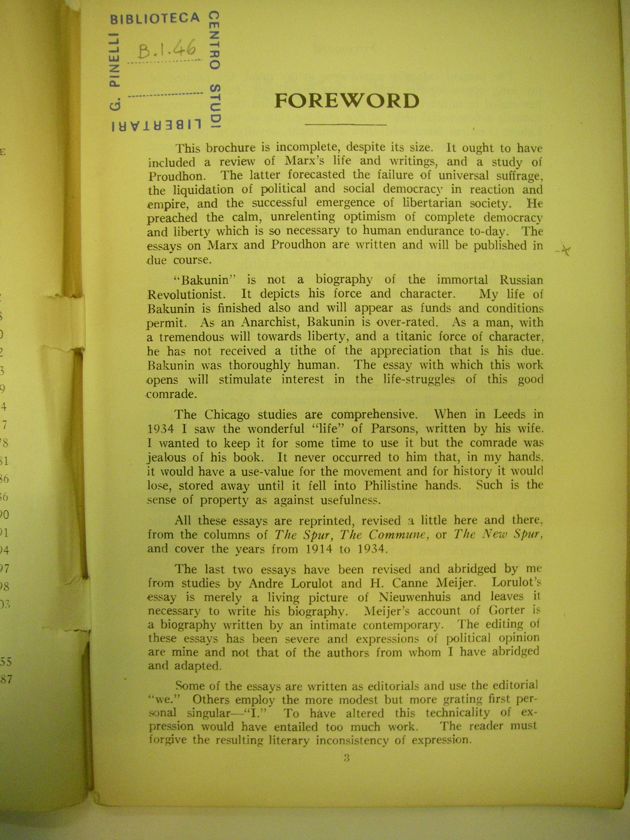 BIBLIOTECA
G. PINELLI
CENTRO STUDI
LIBERTARI
B.1.46
FOREWORD
This brochure is incomplete, despite its size. It ought to have
included a review of Marx's life and writings, and a study of
Proudhon. The latter forecasted the failure of universal suffrage,
the liquidation of political and social democracy in reaction and
empire, and the successful emergence of libertarian society. He
preached the calm, unrelenting optimism of complete democracy
and liberty which is so necessary to human endurance to-day. The
essays on Marx and Proudhon are written and will be published in
due course.
"Bakunin" is not a biography of the immortal Russian
Revolutionist. It depicts his force and character. My life of
Bakunin is finished also and will appear as funds and conditions
permit. As an Anarchist, Bakunin is over-rated. As a man, with
a tremendous will towards liberty, and a titanic force of character,
he has not received a tithe of the appreciation that is his due.
Bakunin was thoroughly human. The essay with which this work
opens will stimulate interest in the life-struggles of this good
comrade.
The Chicago studies are comprehensive. When in Leeds in
1934 I saw the wonderful "life" of Parsons, written by his wife.
I wanted to keep it for some time to use it but the comrade was
jealous of his book. It never occurred to him that, in my hands,
it would have a use-value for the movement and for history it would
lose, stored away until it fell into Philistine hands. Such is the
sense of property as against usefulness.
All these essays are reprinted, revised a little here and there,
from the columns of The Spur, The Commune, or The New Spur,
and cover the years from 1914 to 1934.
The last two essays have been revised and abridged by me
from studies by Andre Lorulot and H. Canne Meijer. Lorulot's
essay is merely a living picture of Nieuwenhuis and leaves it
necessary to write his biography. Meijer's account of Gorter is
a biography written by an intimate contemporary. The editing of
these essays has been severe and expressions of political opinion
are mine and not that of the authors from whom I have abridged
and adapted.
Some of the essays are written as editorials and use the editorial
"we." Others employ the more modest but more grating first per-
sonal singular—"I." To have altered this technicality of ex-
pression would have entailed too much work. The reader must
forgive the resulting literary inconsistency of expression.
3